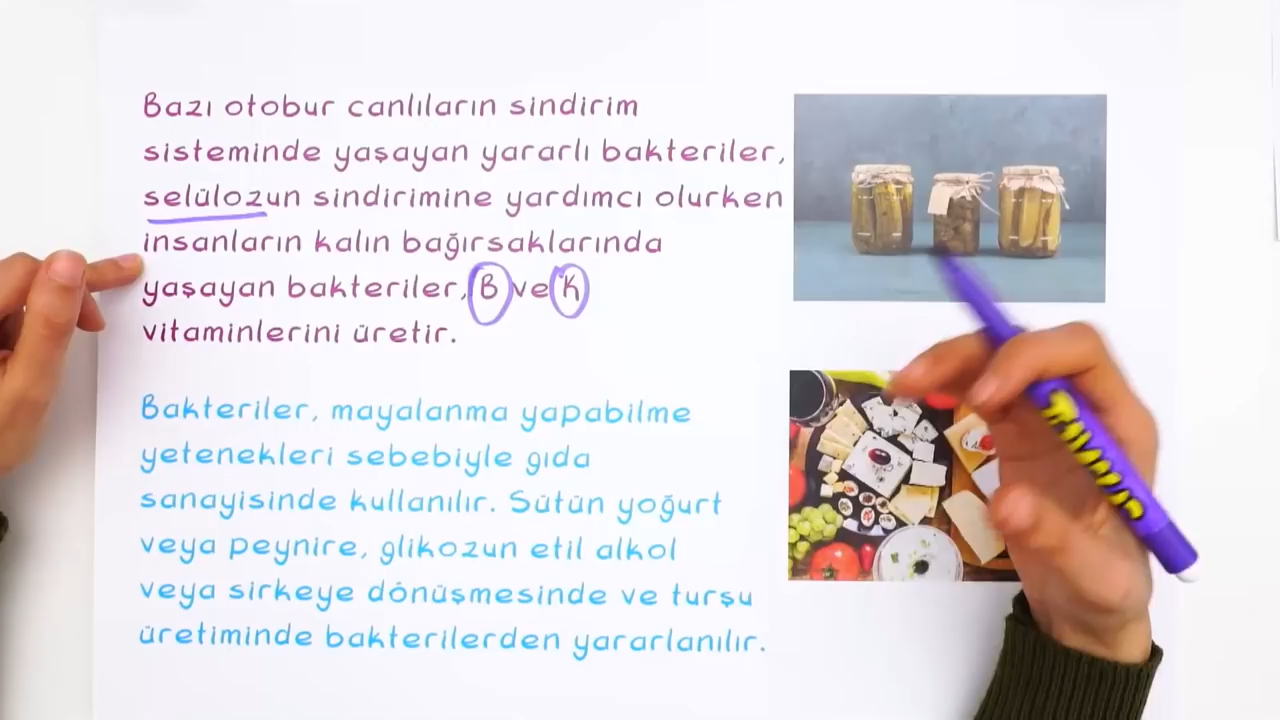 Bazı otobur canlıların sindirim
sisteminde yaşayan yararlı bakteriler,
selülozun sindirimine yardımcı olurken
insanların kalın bağırsaklarında
yaşayan bakteriler, B ve K
vitaminlerini üretir.
Bakteriler, mayalanma yapabilme
yetenekleri sebebiyle gıda
sanayisinde kullanılır. Sütün yoğurt
veya peynire, glikozun etil alkol
veya sirkeye dönüşmesinde ve turşu
üretiminde bakterilerden yararlanılır.